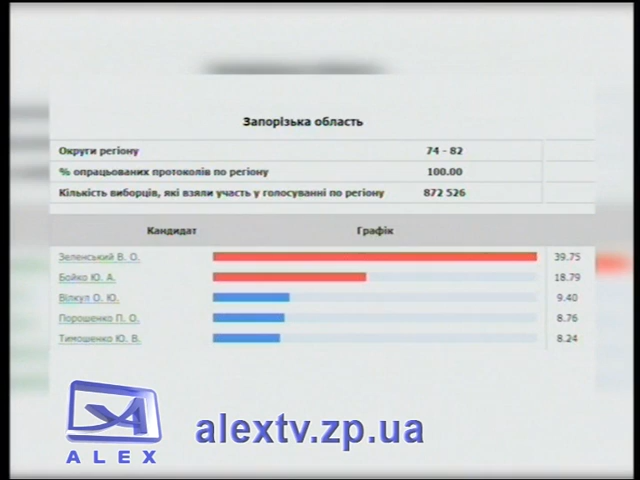 Запорізька область
Округи регіону 74 - 82
% опрацьованих протоколів по регіону 100.00
Кількість виборців, які взяли участь у голосуванні по регіону 872 526
Кандидат Графік
Зеленський В. О. 39.75
Бойко Ю. А. 18.79
Вілкул О. Ю. 9.40
Порошенко П. О. 8.76
Тимошенко Ю. В. 8.24
ALEX alextv.zp.ua